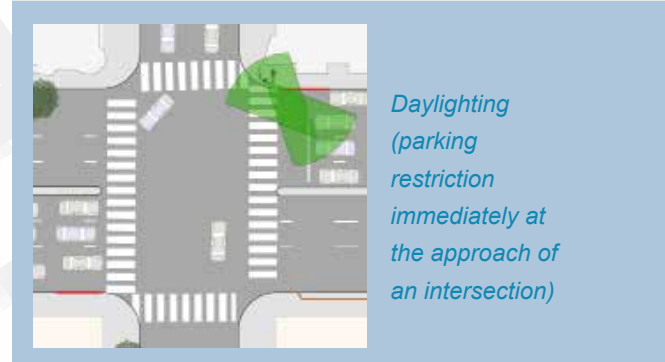 Daylighting
(parking
restriction
immediately at
the approach of
an intersection)